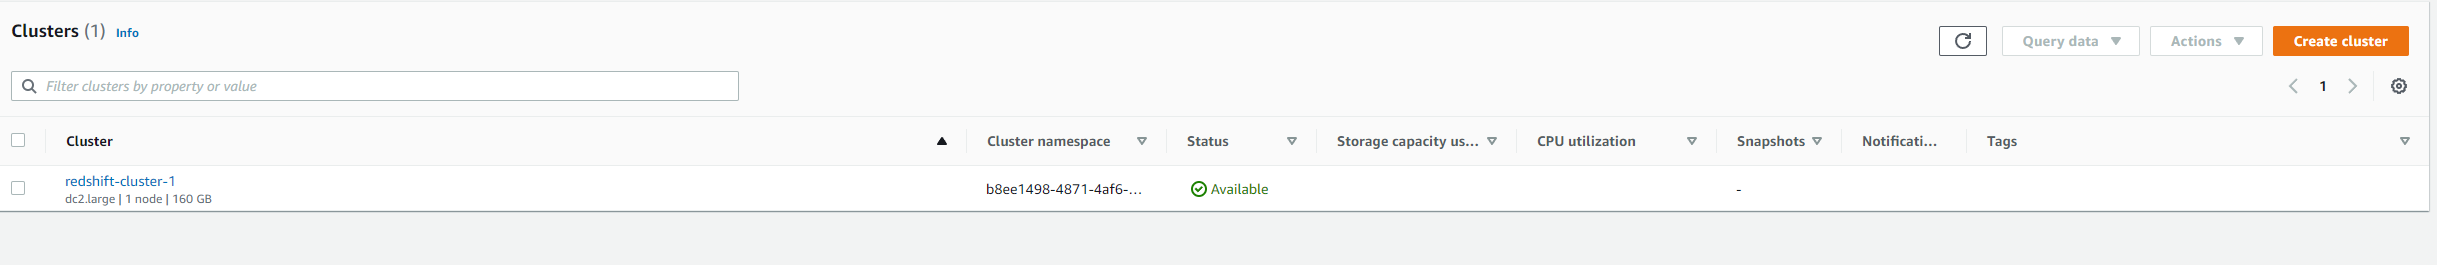 Clusters (1) Info
Query data
Actions
Create cluster
Filter clusters by property or value
1
Cluster
Cluster namespace
Status
Storage capacity us...
CPU utilization
Snapshots
Notificati...
Tags
redshift-cluster-1
b8ee1498-4871-4af6-...
Available
-
dc2.large | 1 node | 160 GB